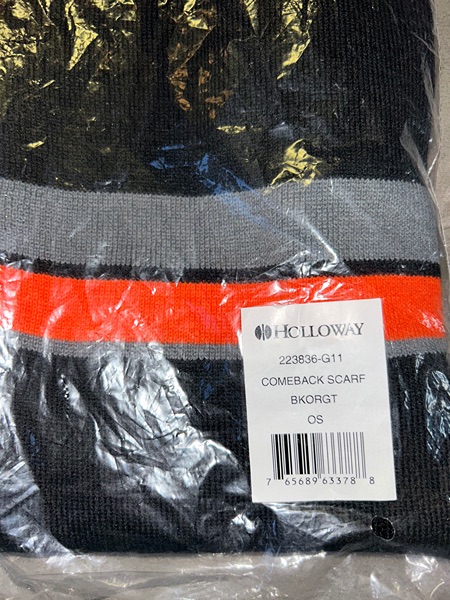 HOLLOWAY
223836-G11
COMEBACK SCARF
BKORGT
OS
7 65689 63378 8